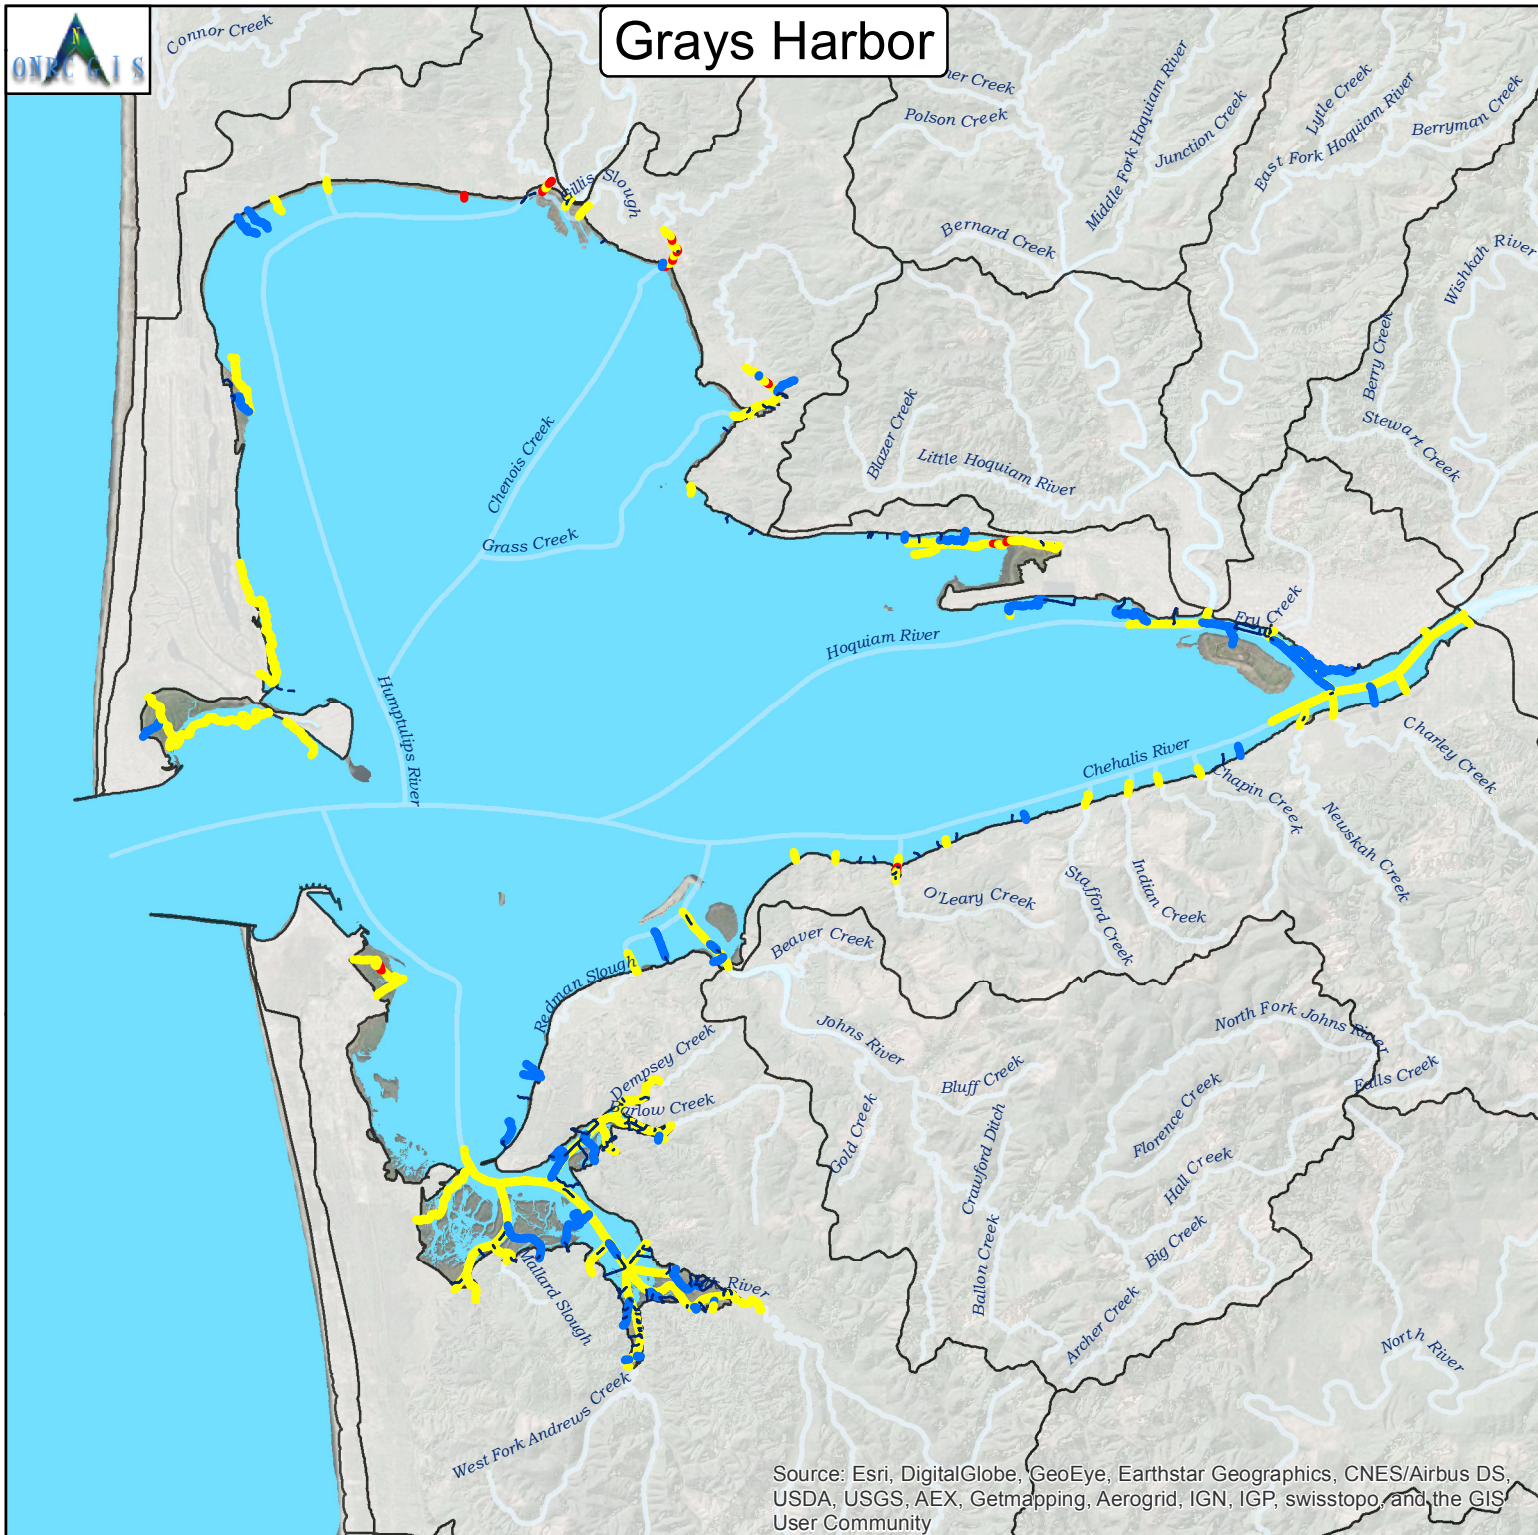 Grays Harbor
N
ONRC GIS
Connor Creek
Polson Creek
Middle Fork Hoquiam River
Junction Creek
Lytle Creek
East Fork Hoquiam River
Berryman Creek
Slough
Bernard Creek
Wishkah River
Berry Creek
Stewart Creek
Blazer Creek
Little Hoquiam River
Chenois Creek
Grass Creek
Fry Creek
Hoquiam River
Humptulips River
Chehalis River
Charley Creek
Chapin Creek
Newskah Creek
Indian Creek
Stafford Creek
O'Leary Creek
Beaver Creek
Redman Slough
Johns River
North Fork Johns River
Falls Creek
Dempsey Creek
Barlow Creek
Bluff Creek
Gold Creek
Crawford Ditch
Florence Creek
Hall Creek
Big Creek
Ballon Creek
Archer Creek
Mallard Slough
River
North River
West Fork Andrews Creek
Source: Esri, DigitalGlobe, GeoEye, Earthstar Geographics, CNES/Airbus DS,
USDA, USGS, AEX, Getmapping, Aerogrid, IGN, IGP, swisstopo, and the GIS
User Community